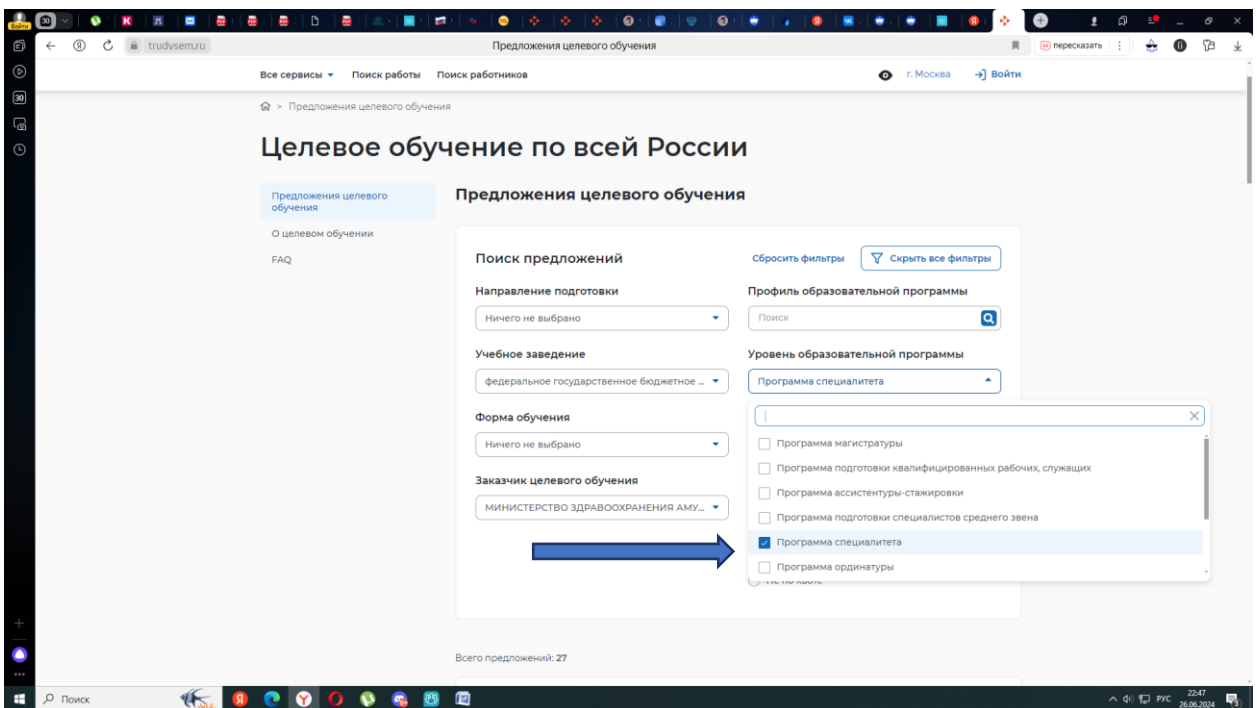 Войти
30
trudvsem.ru
Предложения целевого обучения
пересказать
Все сервисы
Поиск работы
Поиск работников
г. Москва
Войти
> Предложения целевого обучения
Целевое обучение по всей России
Предложения целевого
обучения
О целевом обучении
FAQ
Предложения целевого обучения
Поиск предложений
Сбросить фильтры
Скрыть все фильтры
Направление подготовки
Ничего не выбрано
Профиль образовательной программы
Поиск
Учебное заведение
федеральное государственное бюджетное ...
Уровень образовательной программы
Программа специалитета
Форма обучения
Ничего не выбрано
Заказчик целевого обучения
МИНИСТЕРСТВО ЗДРАВООХРАНЕНИЯ АМУ...
Программа магистратуры
Программа подготовки квалифицированных рабочих, служащих
Программа ассистентуры-стажировки
Программа подготовки специалистов среднего звена
Программа специалитета
Программа ординатуры
Не по квоте
Всего предложений: 27
Поиск
РУС
22:47
26.06.2024